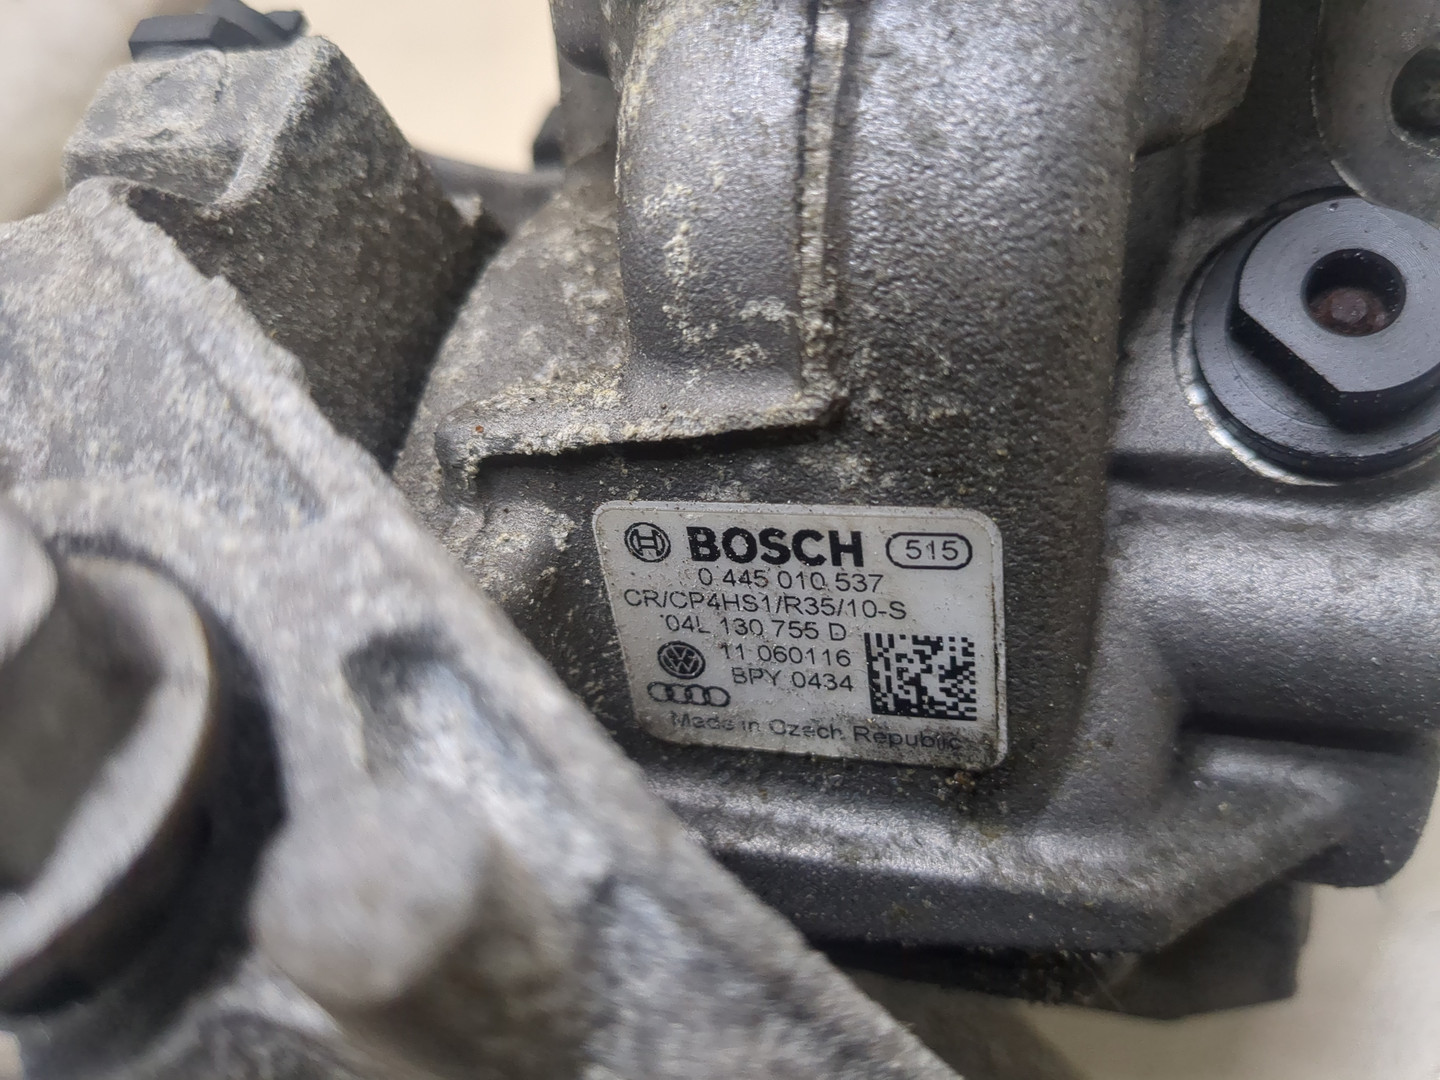 BOSCH 515
0 445 010 537
CR/CP4HS1/R35/10-S
04L 130 755 D
11 060116
BPY 0434
Made in Czech Republic